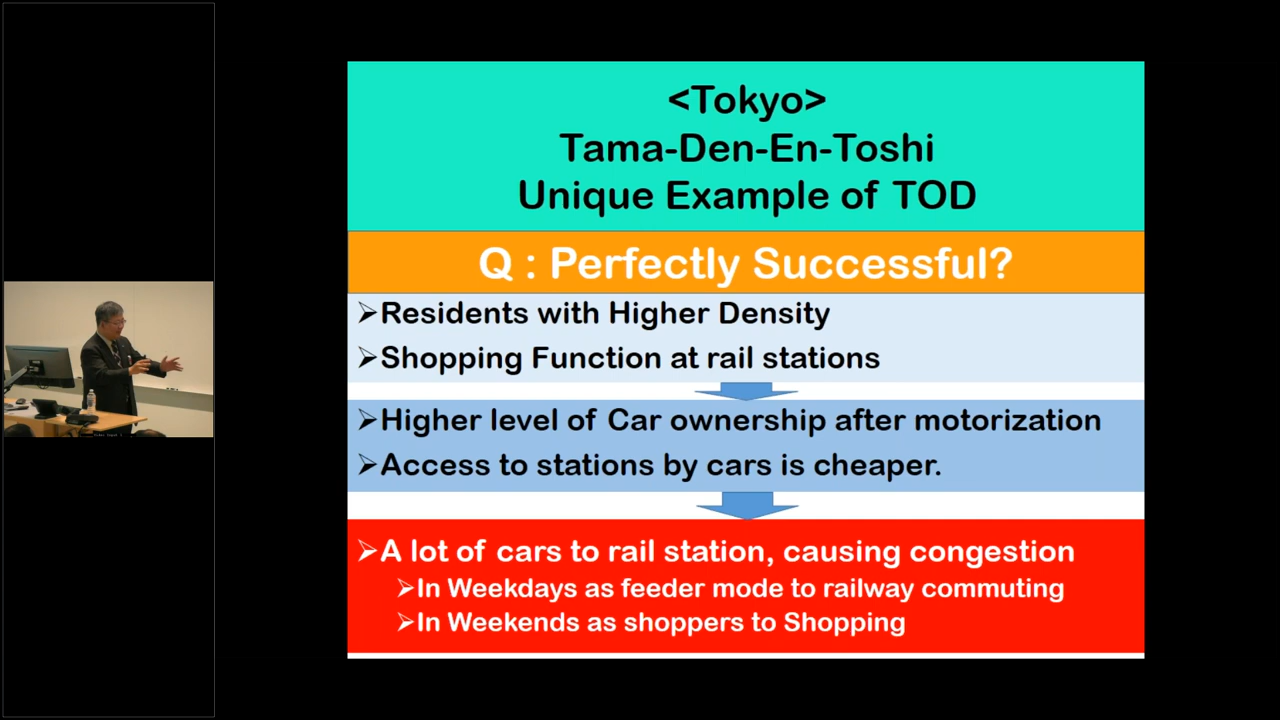 <Tokyo>
Tama-Den-En-Toshi
Unique Example of TOD
Q : Perfectly Successful?
➢Residents with Higher Density
➢Shopping Function at rail stations
➢Higher level of Car ownership after motorization
➢Access to stations by cars is cheaper.
➢A lot of cars to rail station, causing congestion
➢In Weekdays as feeder mode to railway commuting
➢In Weekends as shoppers to Shopping